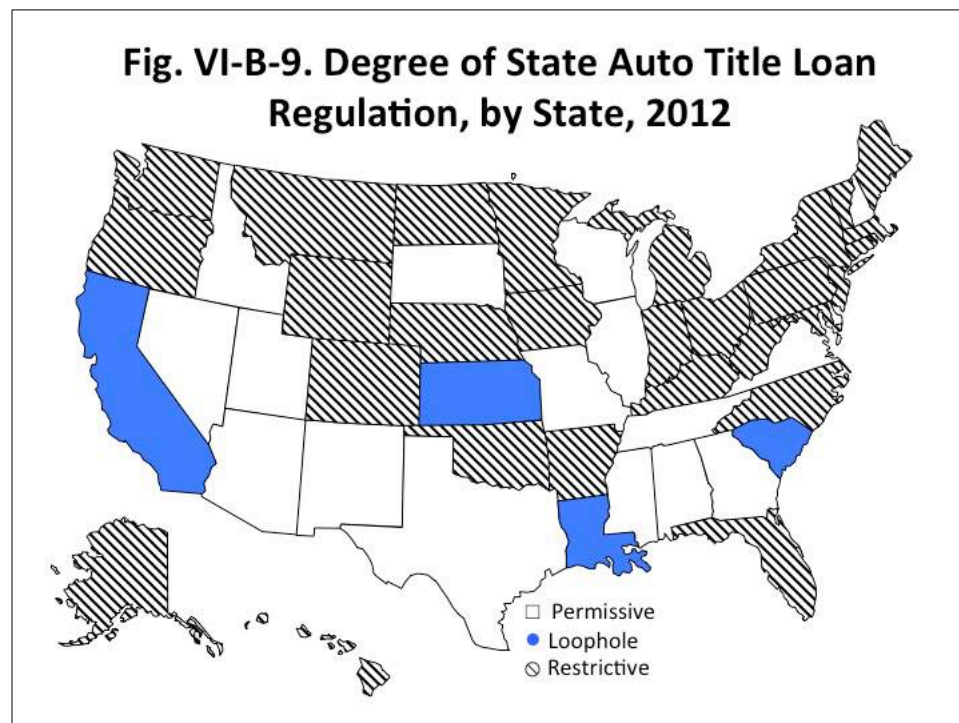 Fig. VI-B-9. Degree of State Auto Title Loan
Regulation, by State, 2012
Permissive
Loophole
Restrictive